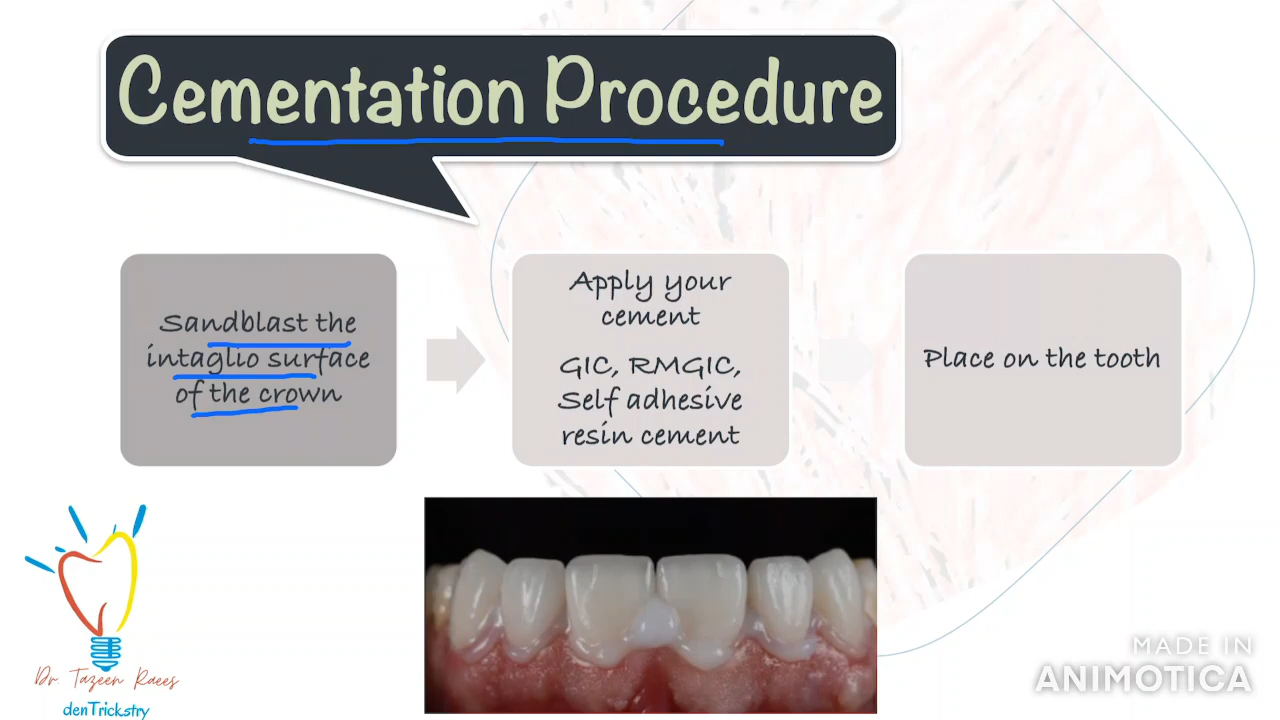 Cementation Procedure
Sandblast the
intaglio surface
of the crown
Apply your
cement
GIC, RMGIC,
Self adhesive
resin cement
Place on the tooth
Dr. Tazeen Raees
denTrickstry
MADE IN
ANIMOTICA